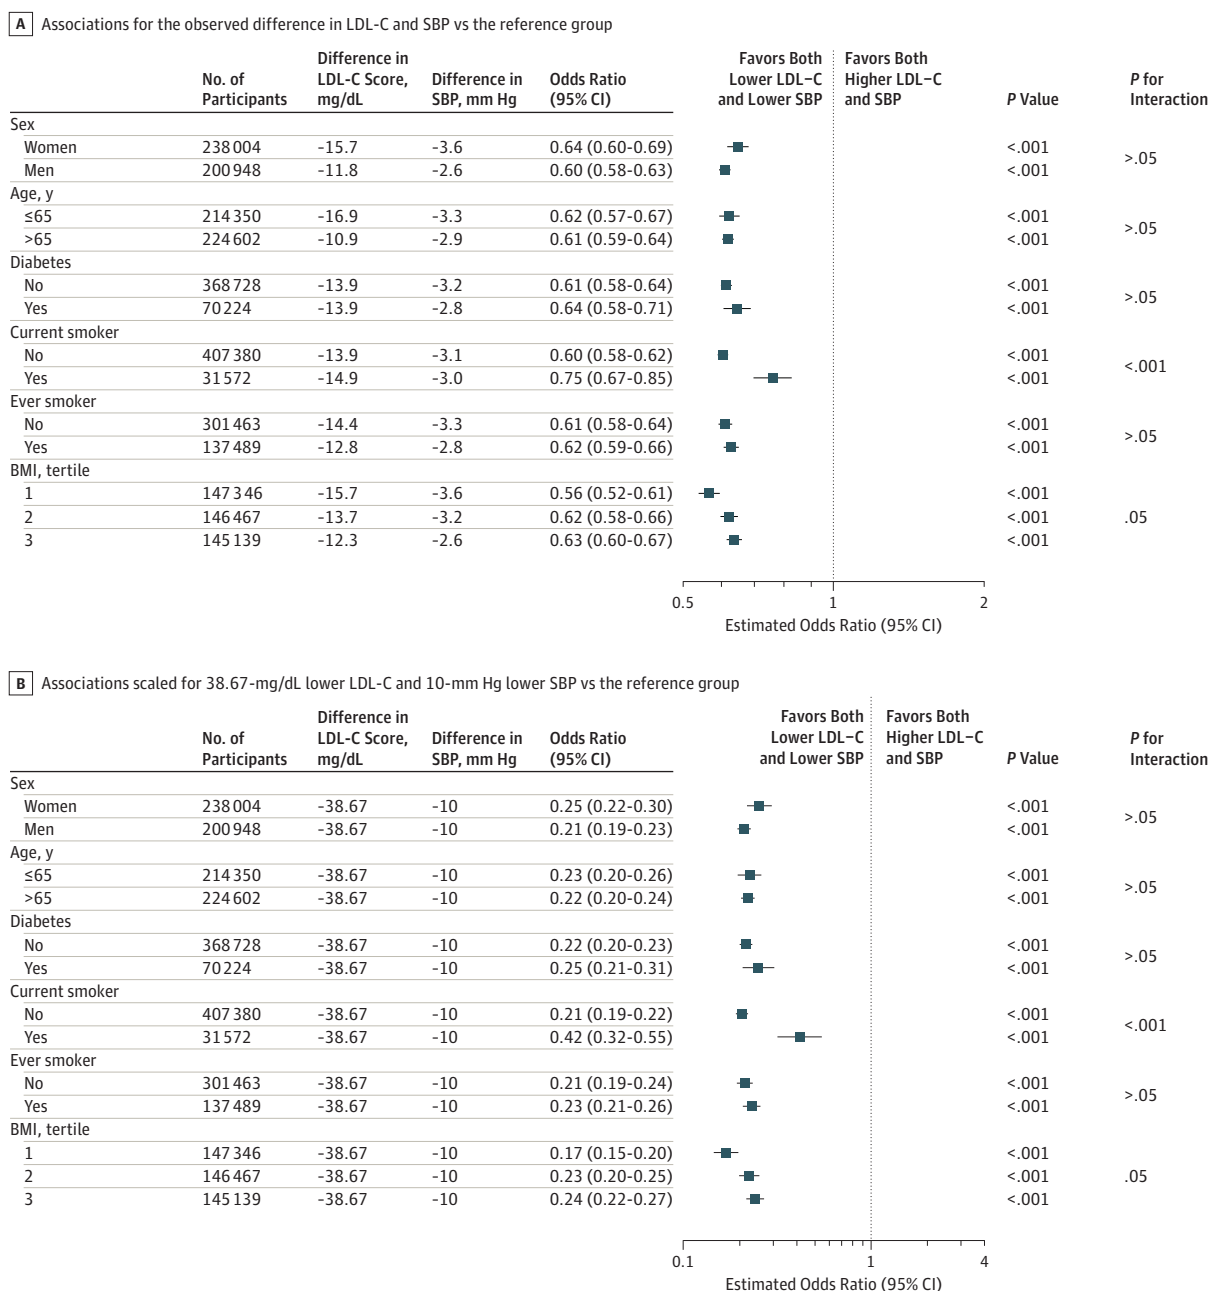 A Associations for the observed difference in LDL-C and SBP vs the reference group
No. of Participants Difference in LDL-C Score, mg/dL Difference in SBP, mm Hg Odds Ratio (95% CI) Favors Both Lower LDL-C and Lower SBP Favors Both Higher LDL-C and SBP P Value P for Interaction
Sex >.05
Women 238 004 -15.7 -3.6 0.64 (0.60-0.69) <.001
Men 200 948 -11.8 -2.6 0.60 (0.58-0.63) <.001
Age, y >.05
≤65 214 350 -16.9 -3.3 0.62 (0.57-0.67) <.001
>65 224 602 -10.9 -2.9 0.61 (0.59-0.64) <.001
Diabetes >.05
No 368 728 -13.9 -3.2 0.61 (0.58-0.64) <.001
Yes 70 224 -13.9 -2.8 0.64 (0.58-0.71) <.001
Current smoker <.001
No 407 380 -13.9 -3.1 0.60 (0.58-0.62) <.001
Yes 31 572 -14.9 -3.0 0.75 (0.67-0.85) <.001
Ever smoker >.05
No 301 463 -14.4 -3.3 0.61 (0.58-0.64) <.001
Yes 137 489 -12.8 -2.8 0.62 (0.59-0.66) <.001
BMI, tertile
1 147 346 -15.7 -3.6 0.56 (0.52-0.61) <.001
2 146 467 -13.7 -3.2 0.62 (0.58-0.66) <.001 .05
3 145 139 -12.3 -2.6 0.63 (0.60-0.67) <.001
0.5 1 2
Estimated Odds Ratio (95% CI)
B Associations scaled for 38.67-mg/dL lower LDL-C and 10-mm Hg lower SBP vs the reference group
No. of Participants Difference in LDL-C Score, mg/dL Difference in SBP, mm Hg Odds Ratio (95% CI) Favors Both Lower LDL-C and Lower SBP Favors Both Higher LDL-C and SBP P Value P for Interaction
Sex >.05
Women 238 004 -38.67 -10 0.25 (0.22-0.30) <.001
Men 200 948 -38.67 -10 0.21 (0.19-0.23) <.001
Age, y >.05
≤65 214 350 -38.67 -10 0.23 (0.20-0.26) <.001
>65 224 602 -38.67 -10 0.22 (0.20-0.24) <.001
Diabetes >.05
No 368 728 -38.67 -10 0.22 (0.20-0.23) <.001
Yes 70 224 -38.67 -10 0.25 (0.21-0.31) <.001
Current smoker <.001
No 407 380 -38.67 -10 0.21 (0.19-0.22) <.001
Yes 31 572 -38.67 -10 0.42 (0.32-0.55) <.001
Ever smoker >.05
No 301 463 -38.67 -10 0.21 (0.19-0.24) <.001
Yes 137 489 -38.67 -10 0.23 (0.21-0.26) <.001
BMI, tertile
1 147 346 -38.67 -10 0.17 (0.15-0.20) <.001
2 146 467 -38.67 -10 0.23 (0.20-0.25) <.001 .05
3 145 139 -38.67 -10 0.24 (0.22-0.27) <.001
0.1 1 4
Estimated Odds Ratio (95% CI)